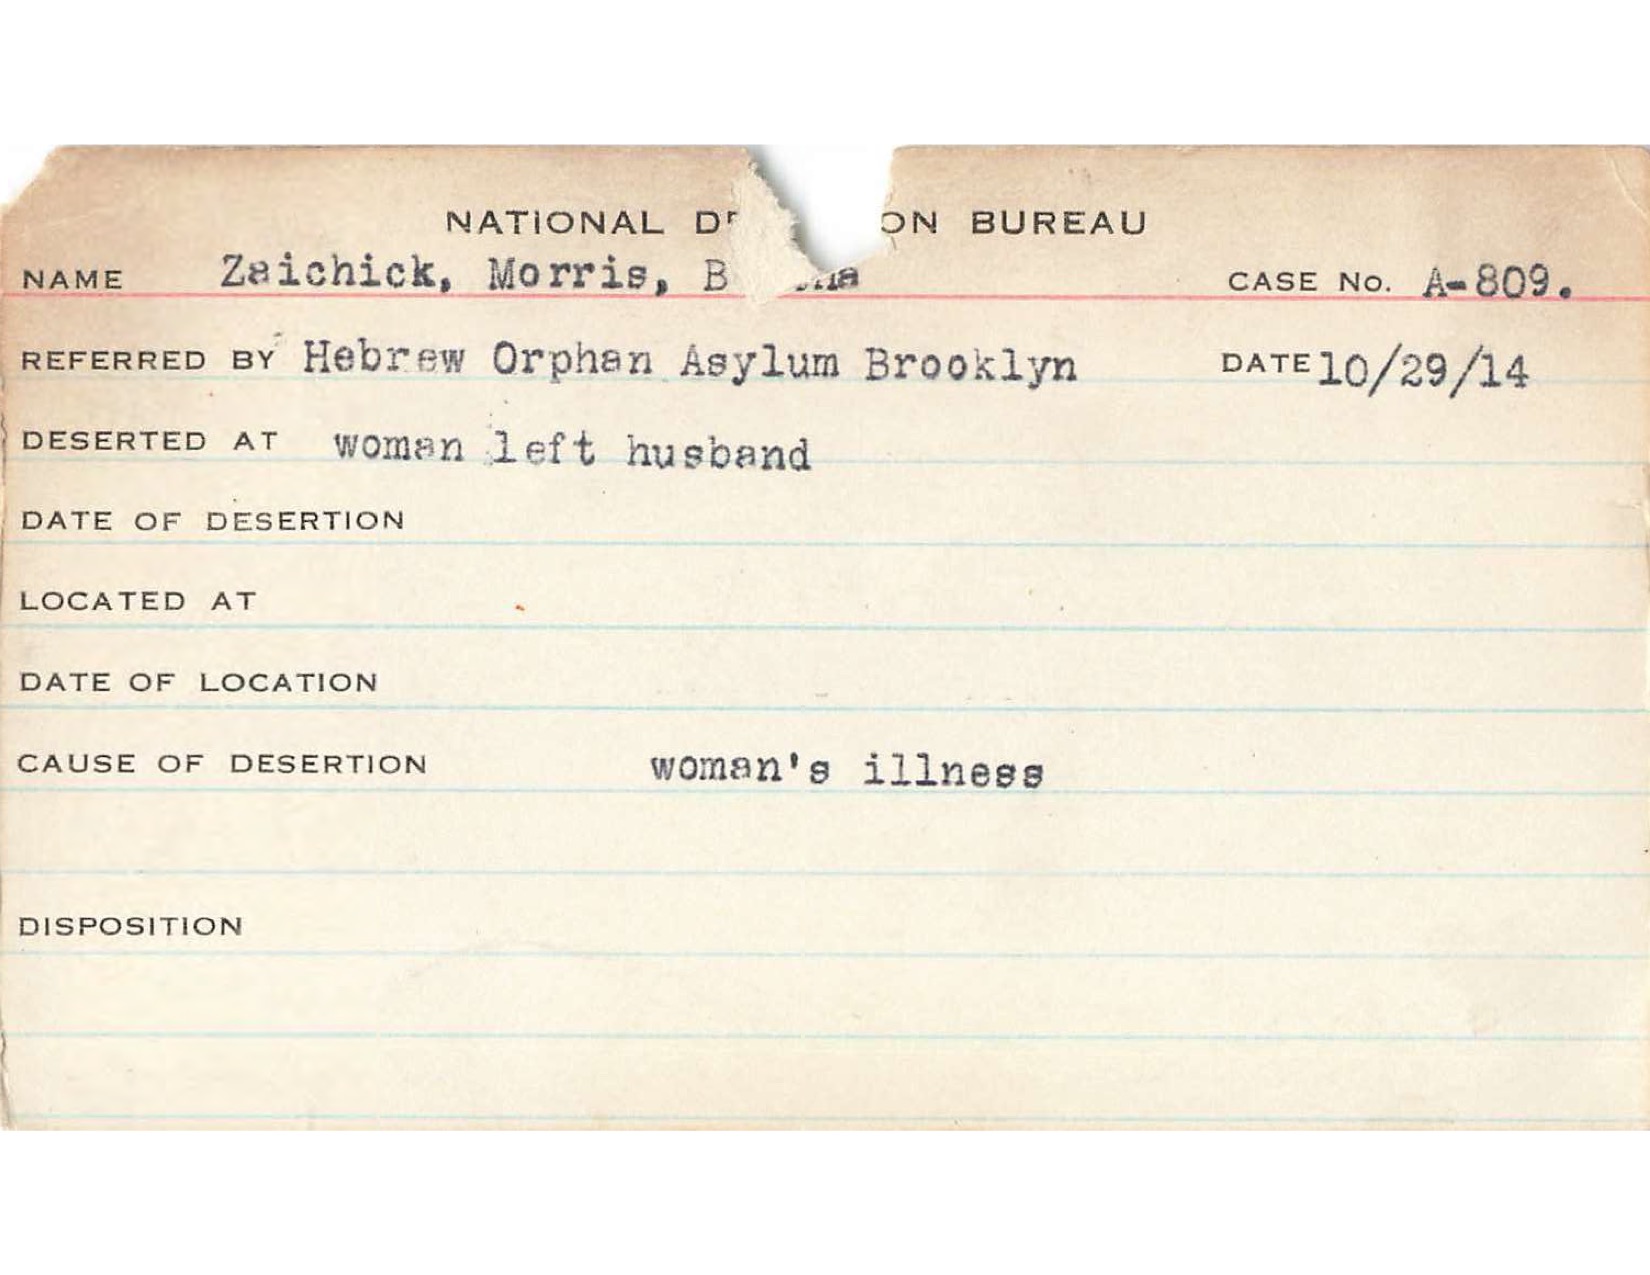 NATIONAL BUREAU
NAME Zaichick, Morris, CASE No. A-809.
REFERRED BY Hebrew Orphan Asylum Brooklyn DATE 10/29/14
DESERTED AT woman left husband
DATE OF DESERTION
LOCATED AT
DATE OF LOCATION
CAUSE OF DESERTION woman's illness
DISPOSITION